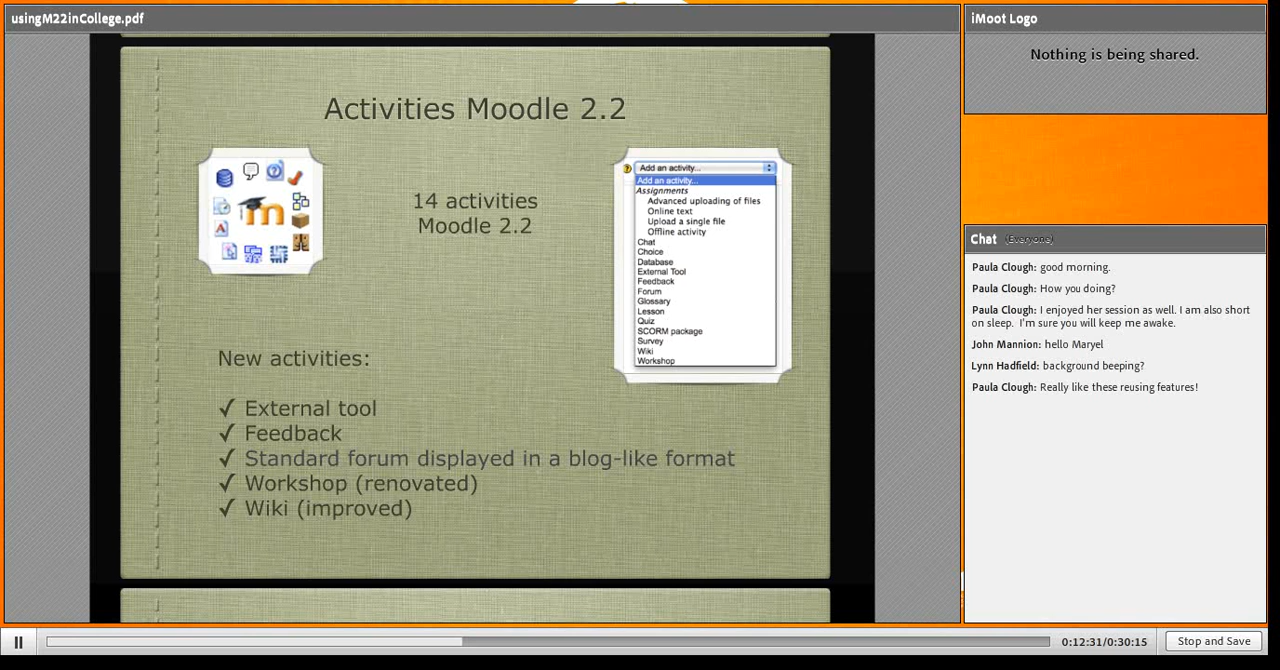 usingM22inCollege.pdf
Activities Moodle 2.2
14 activities
Moodle 2.2
Add an activity...
Add an activity...
Assignments
Advanced uploading of files
Online text
Upload a single file
Offline activity
Chat
Choice
Database
External Tool
Feedback
Forum
Glossary
Lesson
Quiz
SCORM package
Survey
Wiki
Workshop
New activities:
✓ External tool
✓ Feedback
✓ Standard forum displayed in a blog-like format
✓ Workshop (renovated)
✓ Wiki (improved)
iMoot Logo
Nothing is being shared.
Chat (Everyone)
Paula Clough: good morning.
Paula Clough: How you doing?
Paula Clough: I enjoyed her session as well. I am also short
on sleep. I'm sure you will keep me awake.
John Mannion: hello Maryel
Lynn Hadfield: background beeping?
Paula Clough: Really like these reusing features!
0:12:31/0:30:15
Stop and Save